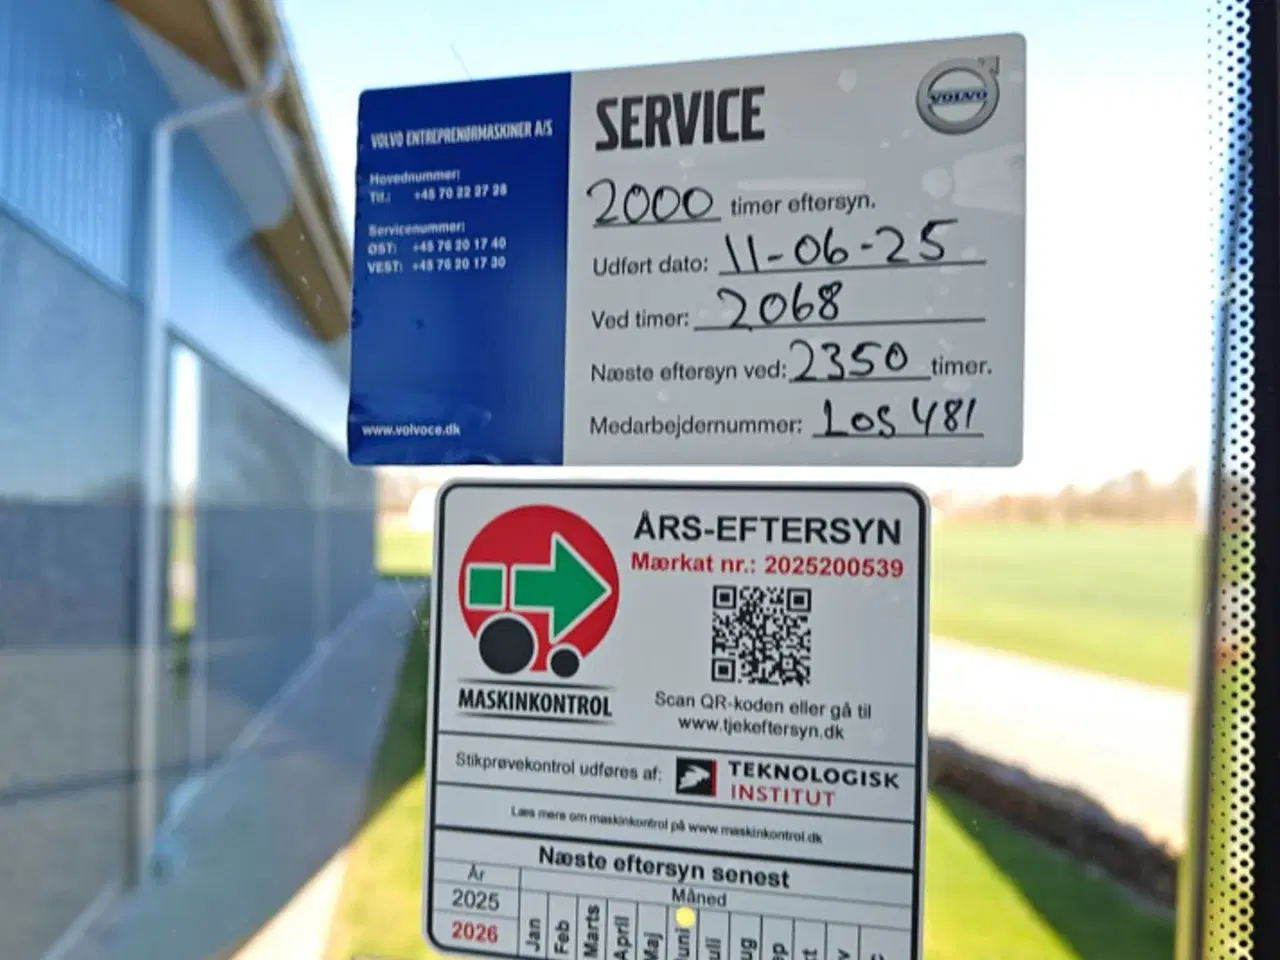 VOLVO ENTREPRENØRMASKINER A/S
Hovednummer:
Tlf.: +45 70 22 27 28
Servicenummer:
ØST: +45 76 20 17 40
VEST: +45 76 20 17 30
www.volvoce.dk
SERVICE
VOLVO
2000 timer eftersyn.
Udført dato: 11-06-25
Ved timer: 2068
Næste eftersyn ved: 2350 timer.
Medarbejdernummer: LOS 481
ÅRS-EFTERSYN
Mærkat nr.: 2025200539
MASKINKONTROL
Scan QR-koden eller gå til
www.tjekeftersyn.dk
Stikprøvekontrol udføres af: TEKNOLOGISK
INSTITUT
Læs mere om maskinkontrol på www.maskinkontrol.dk
Næste eftersyn senest
År Måned
2025
2026 Jan Feb Marts April Maj